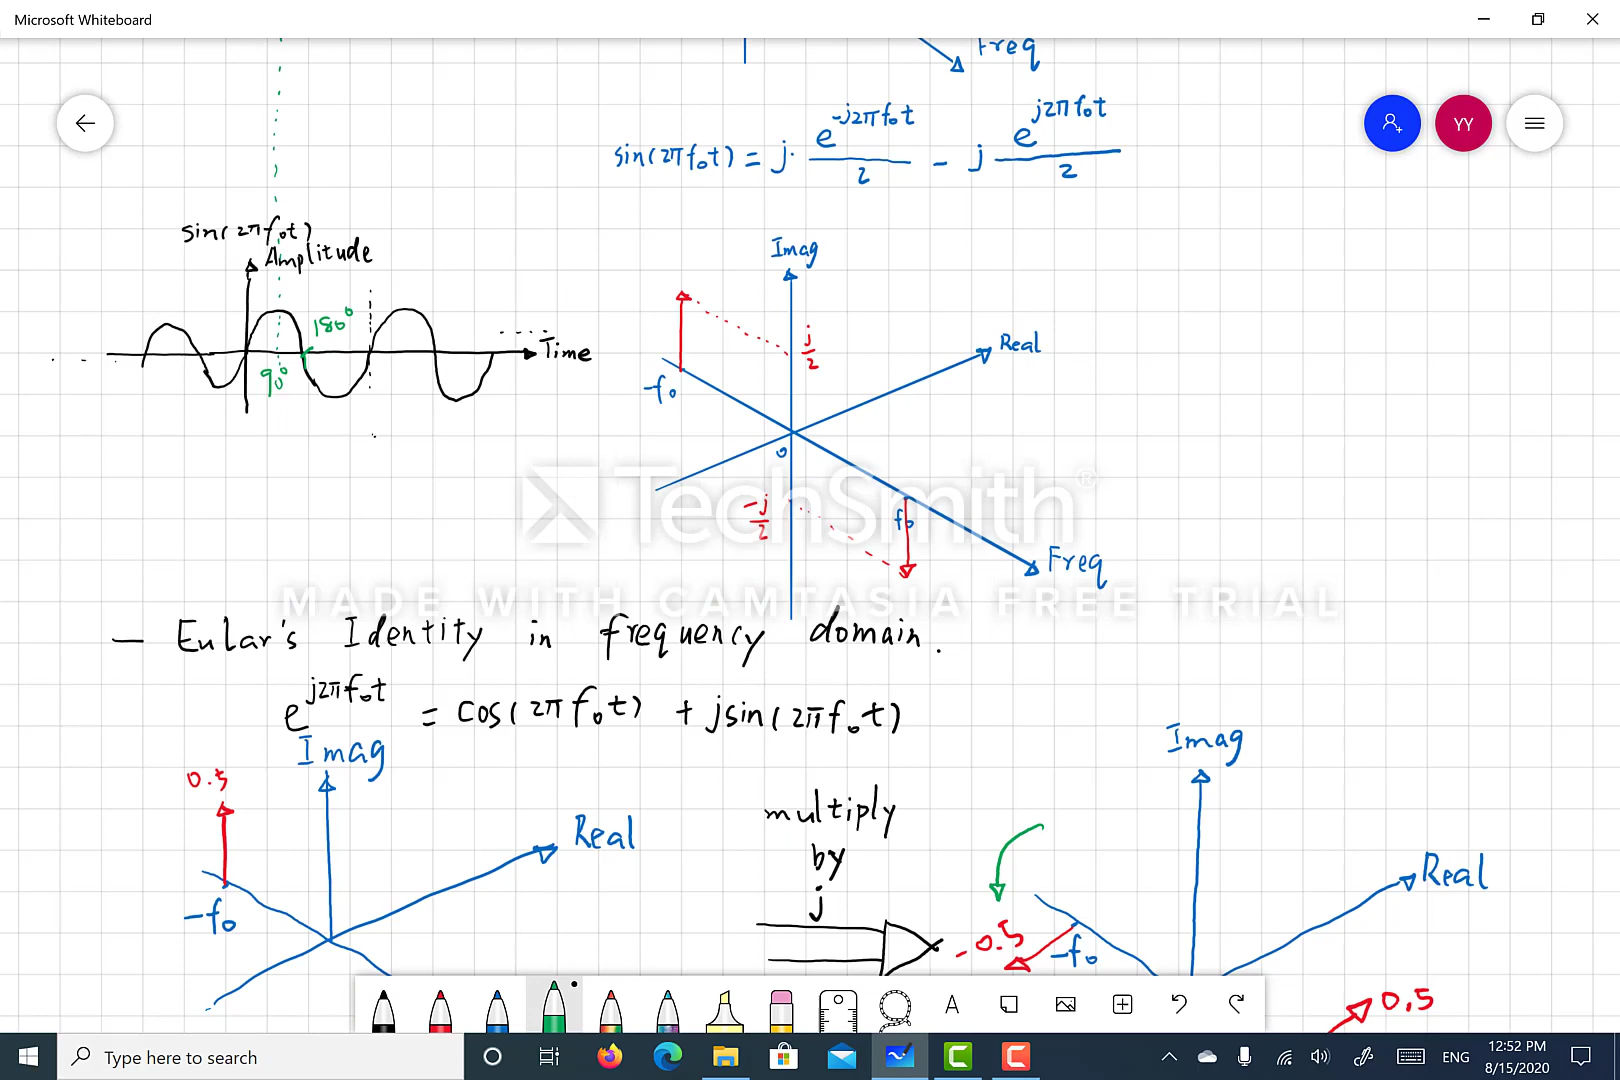 Microsoft Whiteboard
Freq
sin(2πf₀t) = j· e^{-j2πf₀t}/2 - j e^{j2πf₀t}/2
YY
sin(2πf₀t)
Amplitude
180°
90°
Time
Imag
j/2
Real
-f₀
0
-j/2
f₀
Freq
TechSmith®
MADE WITH CAMTASIA FREE TRIAL
- Eular's Identity in frequency domain.
e^{j2πf₀t} = cos(2πf₀t) + jsin(2πf₀t)
Imag
0.5
Real
-f₀
multiply
by
j
Imag
Real
-0.5
-f₀
0.5
A
Type here to search
ENG
12:52 PM
8/15/2020